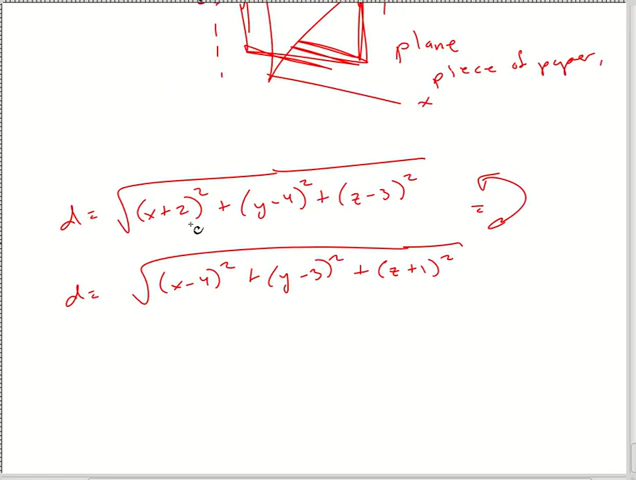 plane
piece of paper,
x
d = √((x+2)² + (y-4)² + (z-3)²) =
d = √((x-4)² + (y-3)² + (z+1)²)